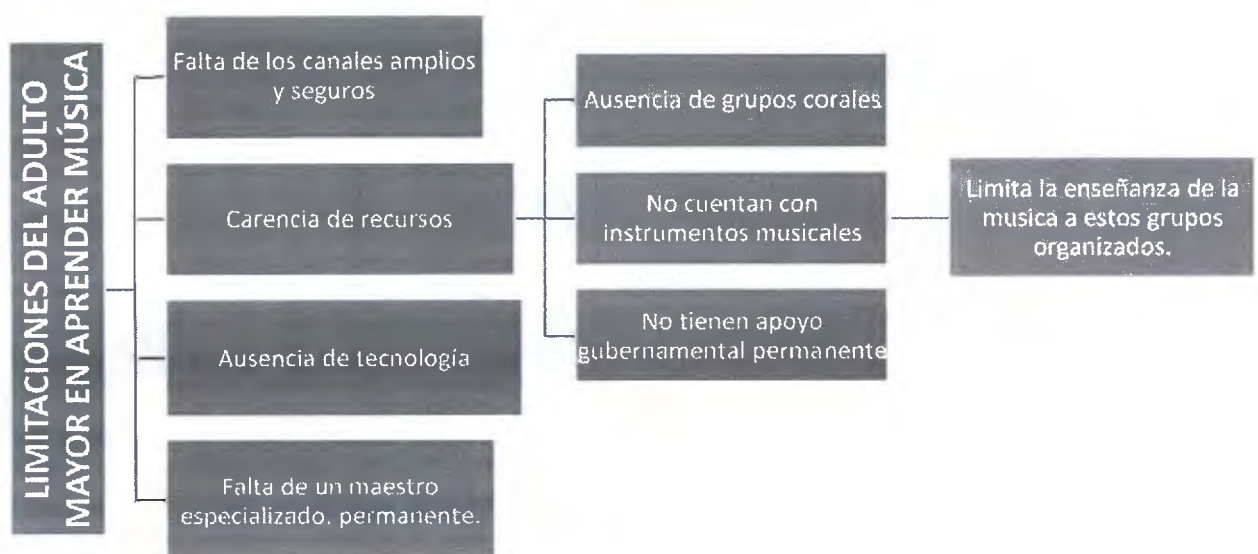 LIMITACIONES DEL ADULTO
MAYOR EN APRENDER MÚSICA
Falta de los canales amplios
y seguros
Carencia de recursos
Ausencia de tecnología
Falta de un maestro
especializado, permanente.
Ausencia de grupos corales
No cuentan con
instrumentos musicales
No tienen apoyo
gubernamental permanente
Limita la enseñanza de la
musica a estos grupos
organizados.